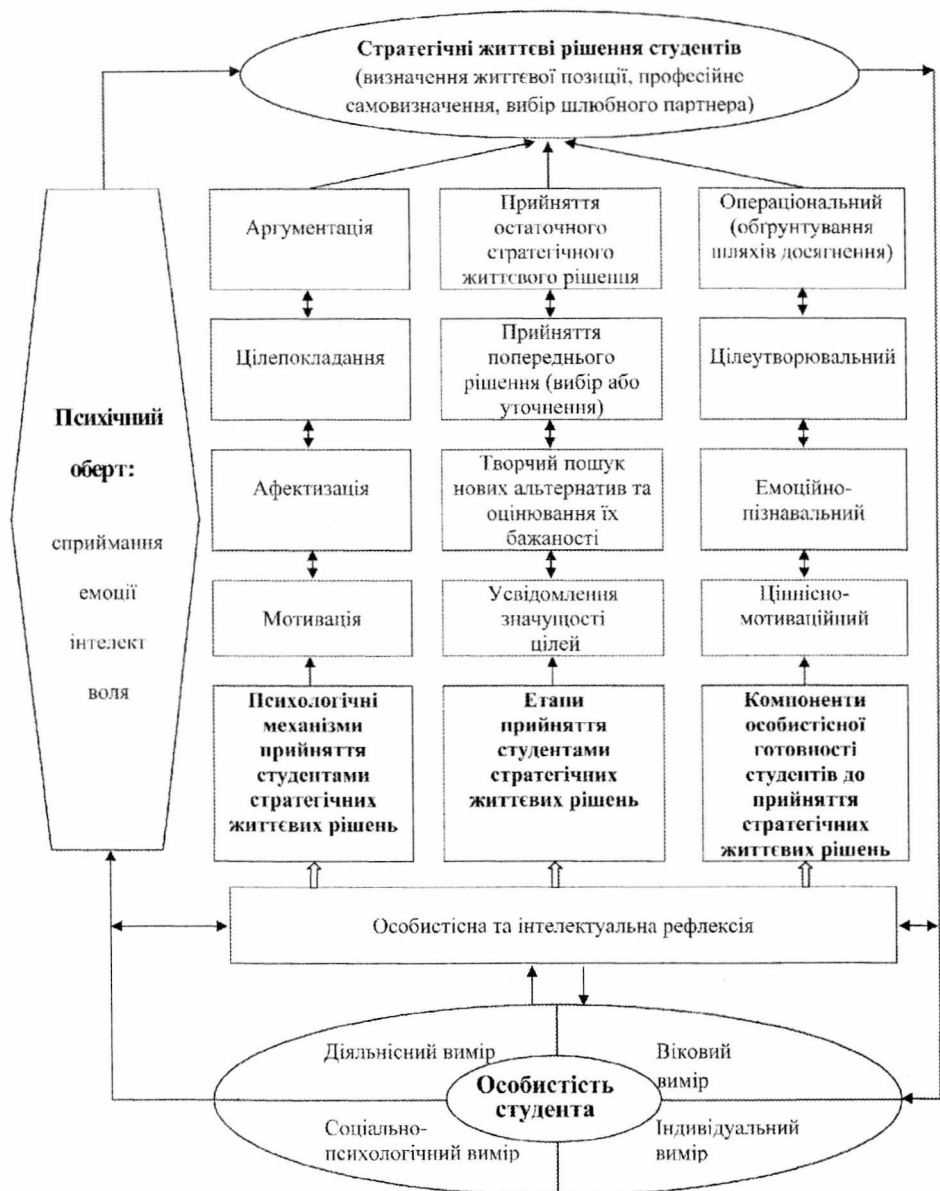 Стратегічні життєві рішення студентів
(визначення життєвої позиції, професійне
самовизначення, вибір шлюбного партнера)
Аргументація
Прийняття
остаточного
стратегічного
життєвого рішення
Операціональний
(обґрунтування
шляхів досягнення)
Цілепокладання
Прийняття
попереднього
рішення (вибір або
уточнення)
Цілеутворювальний
Психічний
оберт:
сприймання
емоції
інтелект
воля
Афектизація
Творчий пошук
нових альтернатив та
оцінювання їх
бажаності
Емоційно-
пізнавальний
Мотивація
Усвідомлення
значущості
цілей
Ціннісно-
мотиваційний
Психологічні
механізми
прийняття
студентами
стратегічних
життєвих рішень
Етапи
прийняття
студентами
стратегічних
життєвих рішень
Компоненти
особистісної
готовності
студентів до
прийняття
стратегічних
життєвих рішень
Особистісна та інтелектуальна рефлексія
Діяльнісний вимір
Віковий
вимір
Особистість
студента
Соціально-
психологічний вимір
Індивідуальний
вимір